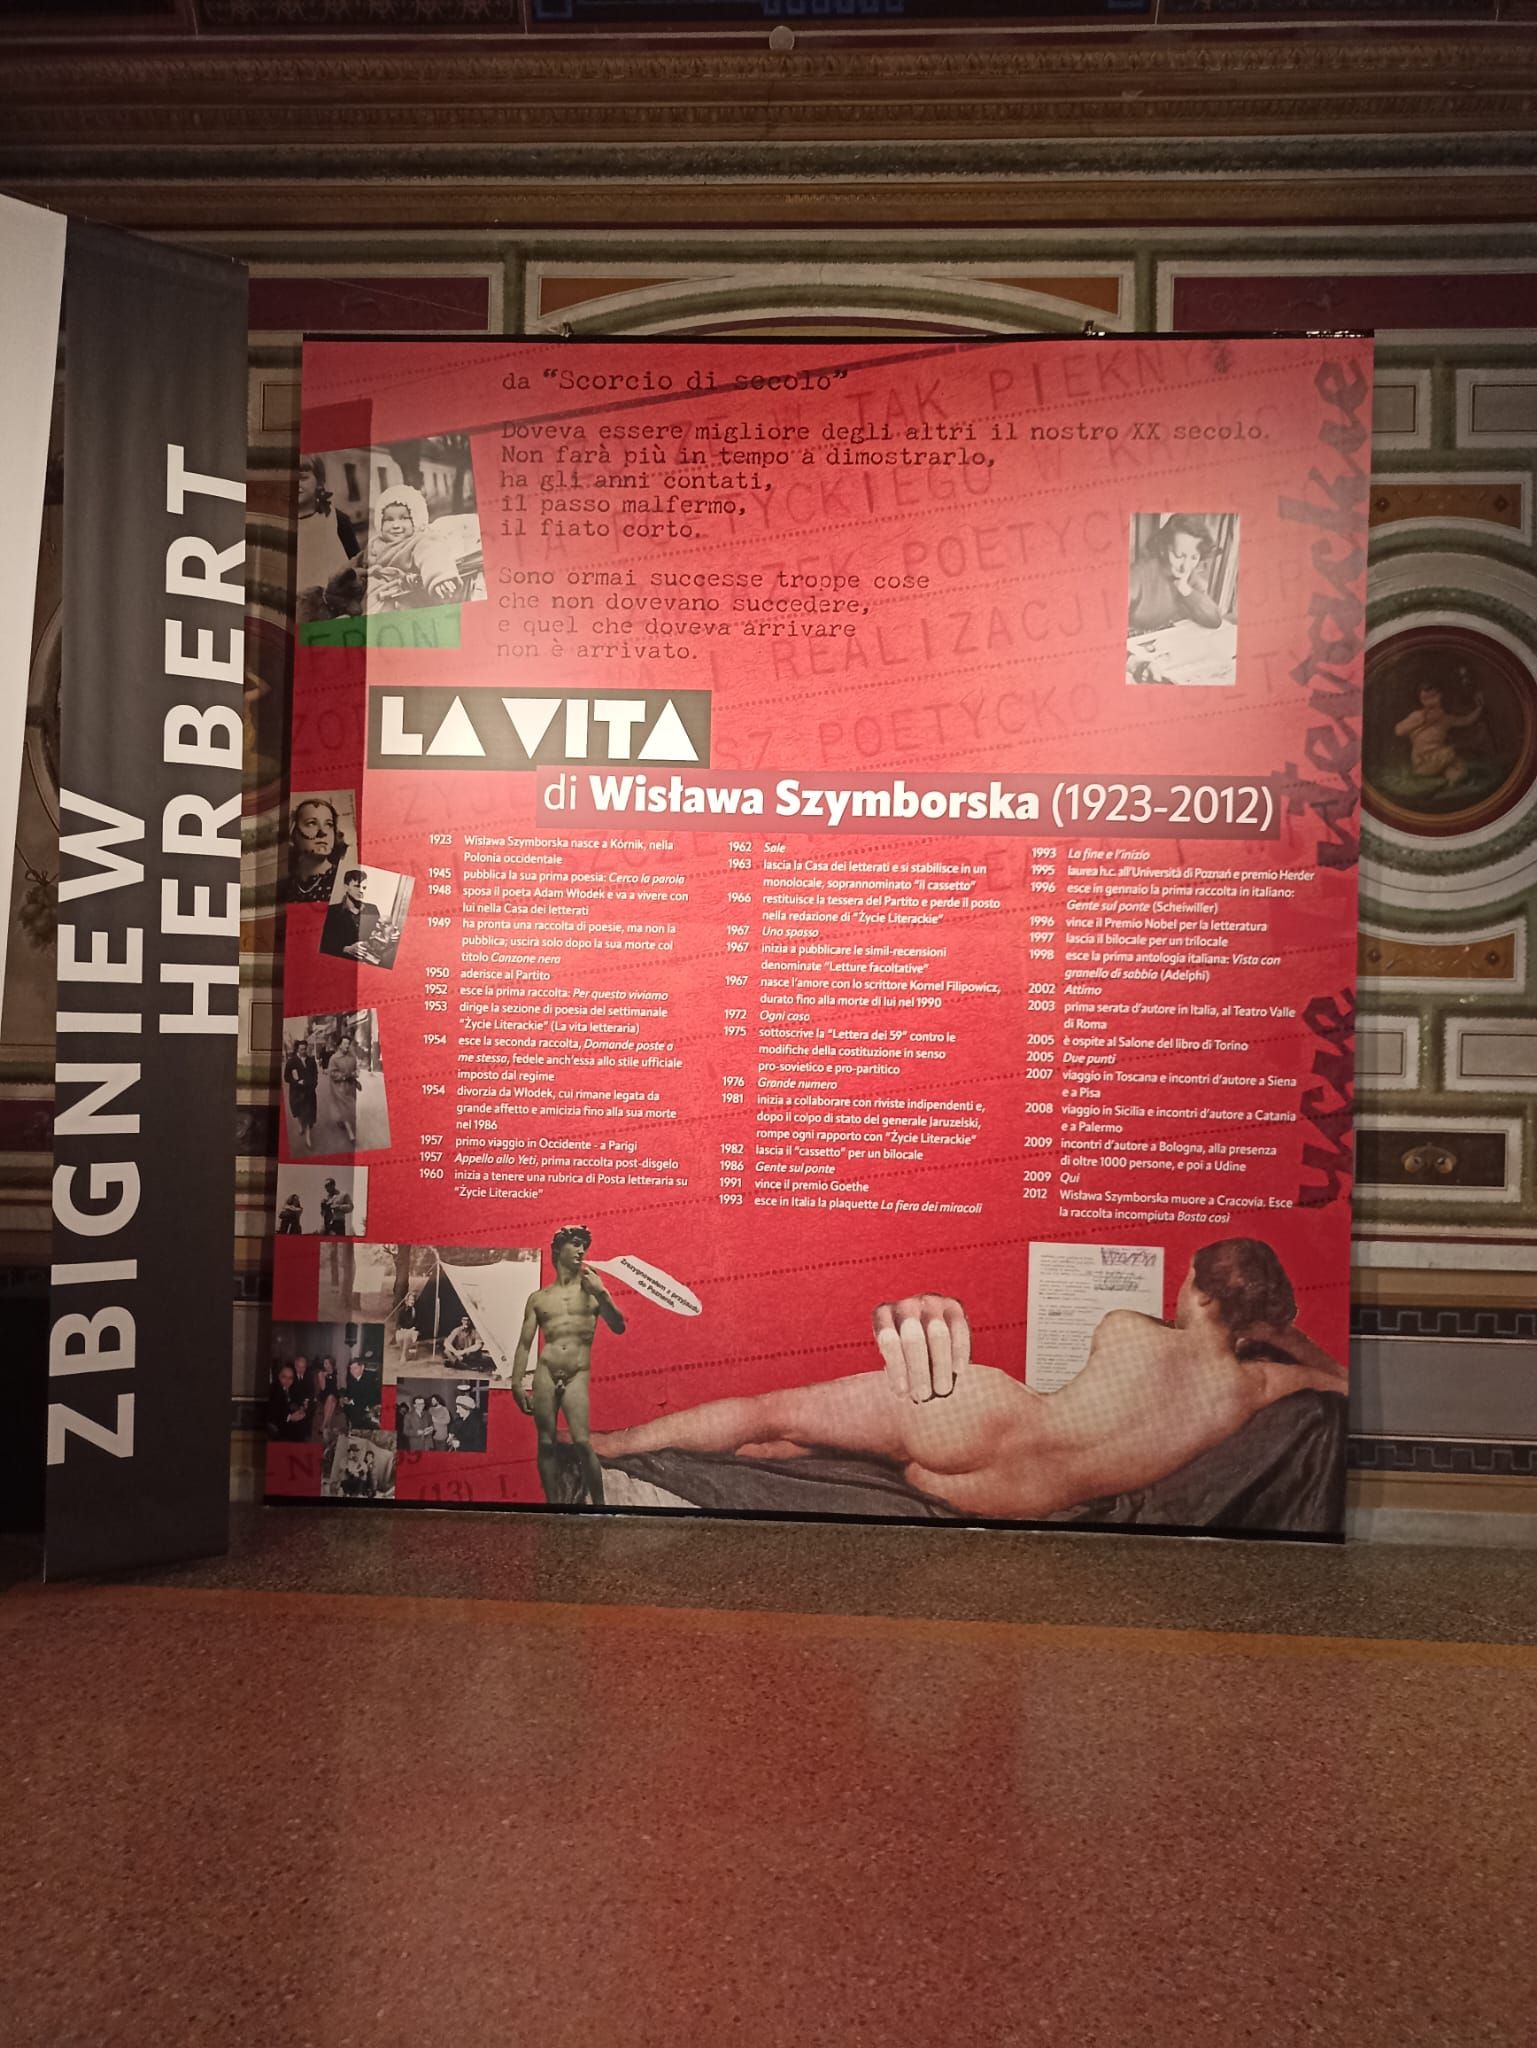 ZBIGNIEW
HERBERT
da “Scorcio di secolo”
Doveva essere migliore degli altri il nostro XX secolo.
Non farà più in tempo a dimostrarlo,
ha gli anni contati,
il passo malfermo,
il fiato corto.
Sono ormai successe troppe cose
che non dovevano succedere,
e quel che doveva arrivare
non è arrivato.
LA VITA
di Wisława Szymborska (1923-2012)
1923 Wisława Szymborska nasce a Kórnik, nella
Polonia occidentale
1945 pubblica la sua prima poesia: Cerco la parola
1948 sposa il poeta Adam Włodek e va a vivere con
lui nella Casa dei letterati
1949 ha pronta una raccolta di poesie, ma non la
pubblica; uscirà solo dopo la sua morte col
titolo Canzone nera
1950 aderisce al Partito
1952 esce la prima raccolta: Per questo viviamo
1953 dirige la sezione di poesia del settimanale
“Życie Literackie” (La vita letteraria)
1954 esce la seconda raccolta, Domande poste a
me stessa, fedele anch’essa allo stile ufficiale
imposto dal regime
1954 divorzia da Włodek, cui rimane legata da
grande affetto e amicizia fino alla sua morte
nel 1986
1957 primo viaggio in Occidente - a Parigi
1957 Appello allo Yeti, prima raccolta post-disgelo
1960 inizia a tenere una rubrica di Posta letteraria su
“Życie Literackie”
1962 Sale
1963 lascia la Casa dei letterati e si stabilisce in un
monolocale, soprannominato “il cassetto”
1966 restituisce la tessera del Partito e perde il posto
nella redazione di “Życie Literackie”
1967 Uno spasso
1967 inizia a pubblicare le simil-recensioni
denominate “Letture facoltative”
1967 nasce l’amore con lo scrittore Kornel Filipowicz,
durato fino alla morte di lui nel 1990
1972 Ogni caso
1975 sottoscrive la “Lettera dei 59” contro le
modifiche della costituzione in senso
pro-sovietico e pro-partitico
1976 Grande numero
1981 inizia a collaborare con riviste indipendenti e,
dopo il colpo di stato del generale Jaruzelski,
rompe ogni rapporto con “Życie Literackie”
1982 lascia il “cassetto” per un bilocale
1986 Gente sul ponte
1991 vince il premio Goethe
1993 esce in Italia la plaquette La fiera dei miracoli
1993 La fine e l’inizio
1995 laurea h.c. all’Università di Poznań e premio Herder
1996 esce in gennaio la prima raccolta in italiano:
Gente sul ponte (Scheiwiller)
1996 vince il Premio Nobel per la letteratura
1997 lascia il bilocale per un trilocale
1998 esce la prima antologia italiana: Vista con
granello di sabbia (Adelphi)
2002 Attimo
2003 prima serata d’autore in Italia, al Teatro Valle
di Roma
2005 è ospite al Salone del libro di Torino
2005 Due punti
2007 viaggio in Toscana e incontri d’autore a Siena
e a Pisa
2008 viaggio in Sicilia e incontri d’autore a Catania
e a Palermo
2009 incontri d’autore a Bologna, alla presenza
di oltre 1000 persone, e poi a Udine
2009 Qui
2012 Wisława Szymborska muore a Cracovia. Esce
la raccolta incompiuta Basta così
Zrezygnowałam z przyjazdu
do Poznania.
TAK PIEKNY
REALIZACJI
POETYCKO
(13)